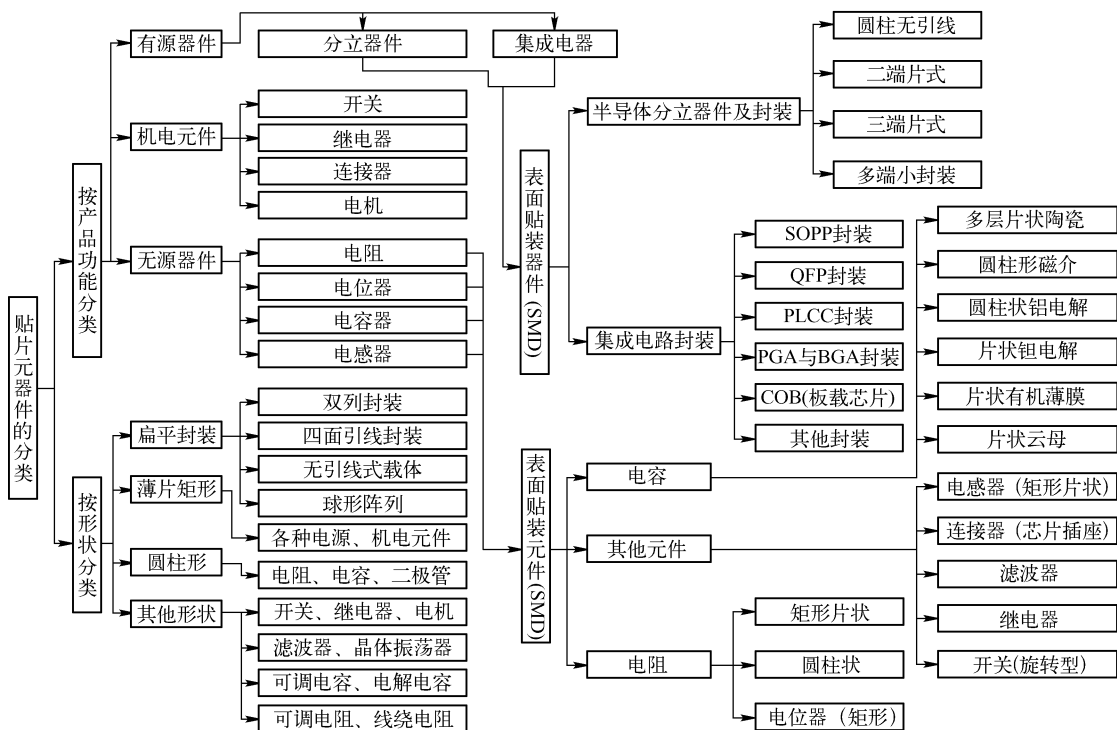 贴片元器件的分类
按产品功能分类
按形状分类
有源器件
分立器件
集成电器
机电元件
开关
继电器
连接器
电机
无源器件
电阻
电位器
电容器
电感器
扁平封装
双列封装
四面引线封装
无引线式载体
球形阵列
薄片矩形
各种电源、机电元件
圆柱形
电阻、电容、二极管
其他形状
开关、继电器、电机
滤波器、晶体振荡器
可调电容、电解电容
可调电阻、线绕电阻
表面贴装器件(SMD)
半导体分立器件及封装
圆柱无引线
二端片式
三端片式
多端小封装
集成电路封装
SOPP封装
QFP封装
PLCC封装
PGA与BGA封装
COB(板载芯片)
其他封装
表面贴装元件(SMD)
电容
多层片状陶瓷
圆柱形磁介
圆柱状铝电解
片状钽电解
片状有机薄膜
片状云母
其他元件
电感器（矩形片状）
连接器（芯片插座）
滤波器
继电器
开关(旋转型)
电阻
矩形片状
圆柱状
电位器（矩形）